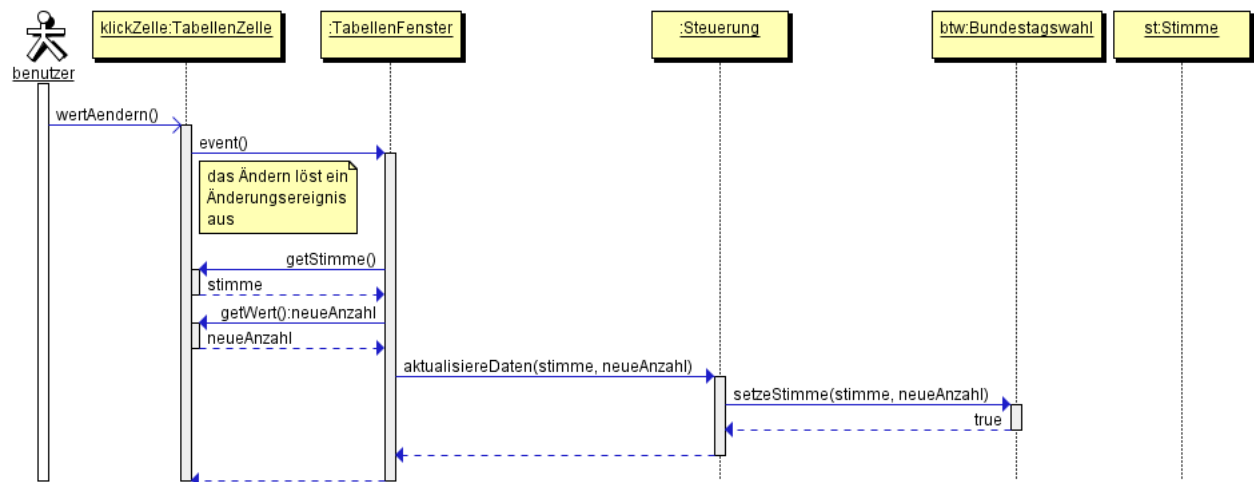 benutzer
klickZelle:TabellenZelle
:TabellenFenster
:Steuerung
btw:Bundestagswahl
st:Stimme
wertAendern()
event()
das Ändern löst ein
Änderungsereignis
aus
getStimme()
stimme
getWert():neueAnzahl
neueAnzahl
aktualisiereDaten(stimme, neueAnzahl)
setzeStimme(stimme, neueAnzahl)
true